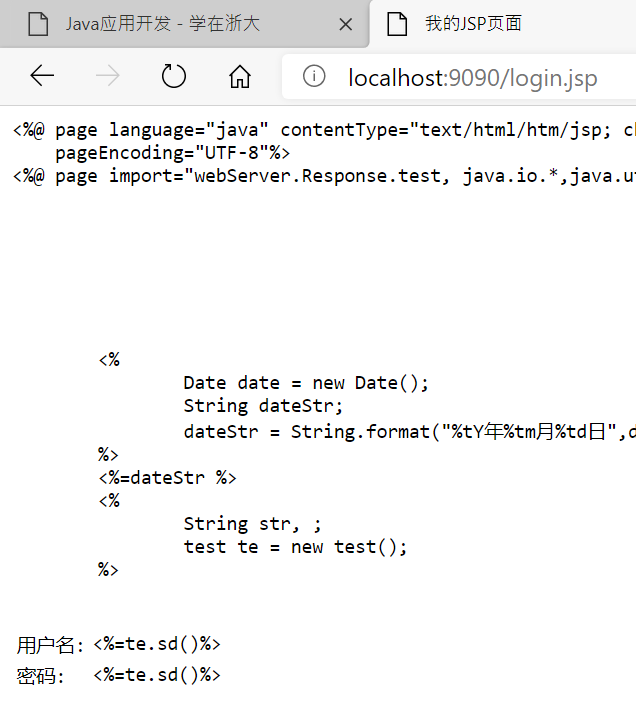 Java应用开发 - 学在浙大
我的JSP页面
localhost:9090/login.jsp
<%@ page language="java" contentType="text/html/htm/jsp;
pageEncoding="UTF-8"%>
<%@ page import="webServer.Response.test, java.io.*,java.ut
<%
Date date = new Date();
String dateStr;
dateStr = String.format("%tY年%tm月%td日",d
%>
<%=dateStr %>
<%
String str, ;
test te = new test();
%>
用户名: <%=te.sd()%>
密码: <%=te.sd()%>